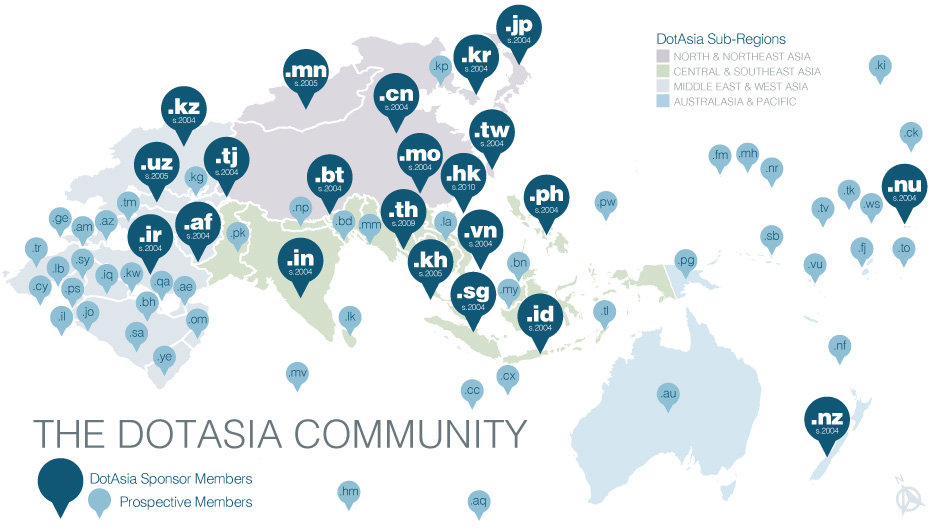 .jp
s.2004
.kr
s.2004
.kp
.mn
s.2005
.cn
s.2004
.kz
s.2004
.tw
s.2004
.uz
s.2005
.tj
s.2004
.kg
.bt
s.2004
.mo
s.2004
.hk
s.2010
.ph
s.2004
.pw
.tm
.np
.bd
.mm
.th
s.2009
.la
.vn
s.2004
.ge
.am
.az
.ir
s.2004
.af
s.2004
.pk
.in
s.2004
.kh
s.2005
.bn
.my
.sg
s.2004
.id
s.2004
.tl
.pg
.tr
.lb
.sy
.cy
.ps
.iq
.kw
.qa
.ae
.bh
.il
.jo
.om
.sa
.ye
.lk
.mv
.cc
.cx
.au
DotAsia Sub-Regions
NORTH & NORTHEAST ASIA
CENTRAL & SOUTHEAST ASIA
MIDDLE EAST & WEST ASIA
AUSTRALASIA & PACIFIC
.ki
.ck
.fm
.mh
.nr
.tk
.nu
s.2004
.tv
.ws
.sb
.vu
.fj
.to
.nf
.nz
s.2004
THE DOTASIA COMMUNITY
DotAsia Sponsor Members
Prospective Members
.hm
.aq
N